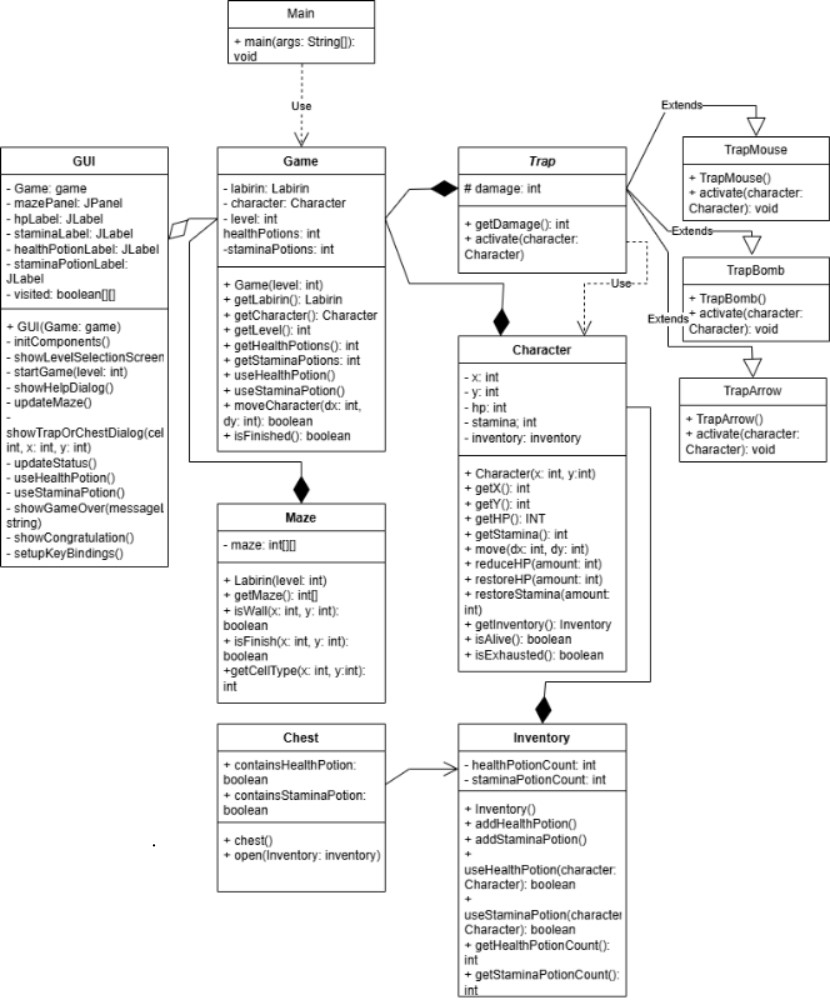 Main
+ main(args: String[]):
void
Use
GUI
- Game: game
- mazePanel: JPanel
- hpLabel: JLabel
- staminaLabel: JLabel
- healthPotionLabel: JLabel
- staminaPotionLabel:
JLabel
- visited: boolean[][]
+ GUI(Game: game)
- initComponents()
- showLevelSelectionScreen
- startGame(level: int)
- showHelpDialog()
- updateMaze()
-
showTrapOrChestDialog(cel
int, x: int, y: int)
- updateStatus()
- useHealthPotion()
- useStaminaPotion()
- showGameOver(message
string)
- showCongratulation()
- setupKeyBindings()
Game
- labirin: Labirin
- character: Character
- level: int
healthPotions: int
-staminaPotions: int
+ Game(level: int)
+ getLabirin(): Labirin
+ getCharacter(): Character
+ getLevel(): int
+ getHealthPotions(): int
+ getStaminaPotions: int
+ useHealthPotion()
+ useStaminaPotion()
+ moveCharacter(dx: int,
dy: int): boolean
+ isFinished(): boolean
Trap
# damage: int
+ getDamage(): int
+ activate(character:
Character)
Use
Extends
TrapMouse
+ TrapMouse()
+ activate(character:
Character): void
Extends
TrapBomb
+ TrapBomb()
+ activate(character:
Character): void
Extends
TrapArrow
+ TrapArrow()
+ activate(character:
Character): void
Character
- x: int
- y: int
- hp: int
- stamina; int
- inventory: inventory
+ Character(x: int, y:int)
+ getX(): int
+ getY(): int
+ getHP(): INT
+ getStamina(): int
+ move(dx: int, dy: int)
+ reduceHP(amount: int)
+ restoreHP(amount: int)
+ restoreStamina(amount:
int)
+ getInventory(): Inventory
+ isAlive(): boolean
+ isExhausted(): boolean
Maze
- maze: int[][]
+ Labirin(level: int)
+ getMaze(): int[]
+ isWall(x: int, y: int):
boolean
+ isFinish(x: int, y: int):
boolean
+getCellType(x: int, y:int):
int
Chest
+ containsHealthPotion:
boolean
+ containsStaminaPotion:
boolean
+ chest()
+ open(Inventory: inventory)
Inventory
- healthPotionCount: int
- staminaPotionCount: int
+ Inventory()
+ addHealthPotion()
+ addStaminaPotion()
+
useHealthPotion(character:
Character): boolean
+
useStaminaPotion(character
Character): boolean
+ getHealthPotionCount():
int
+ getStaminaPotionCount():
int